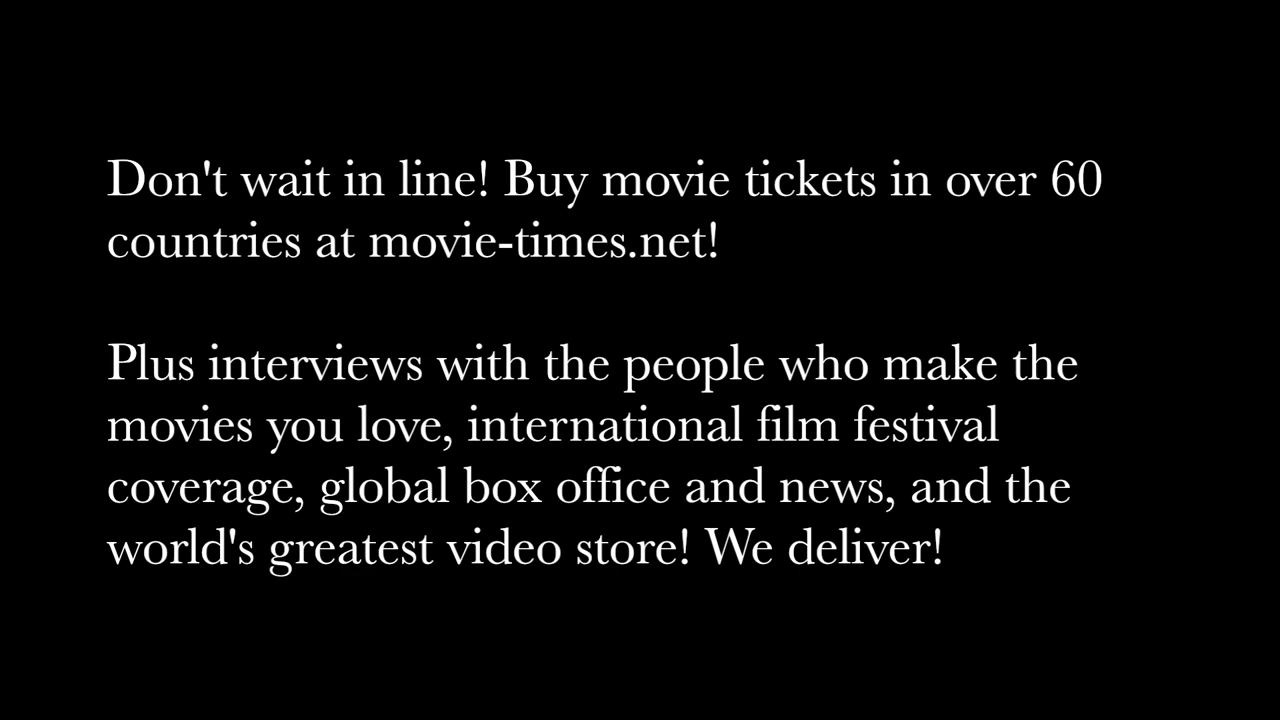 Don't wait in line! Buy movie tickets in over 60
countries at movie-times.net!
Plus interviews with the people who make the
movies you love, international film festival
coverage, global box office and news, and the
world's greatest video store! We deliver!